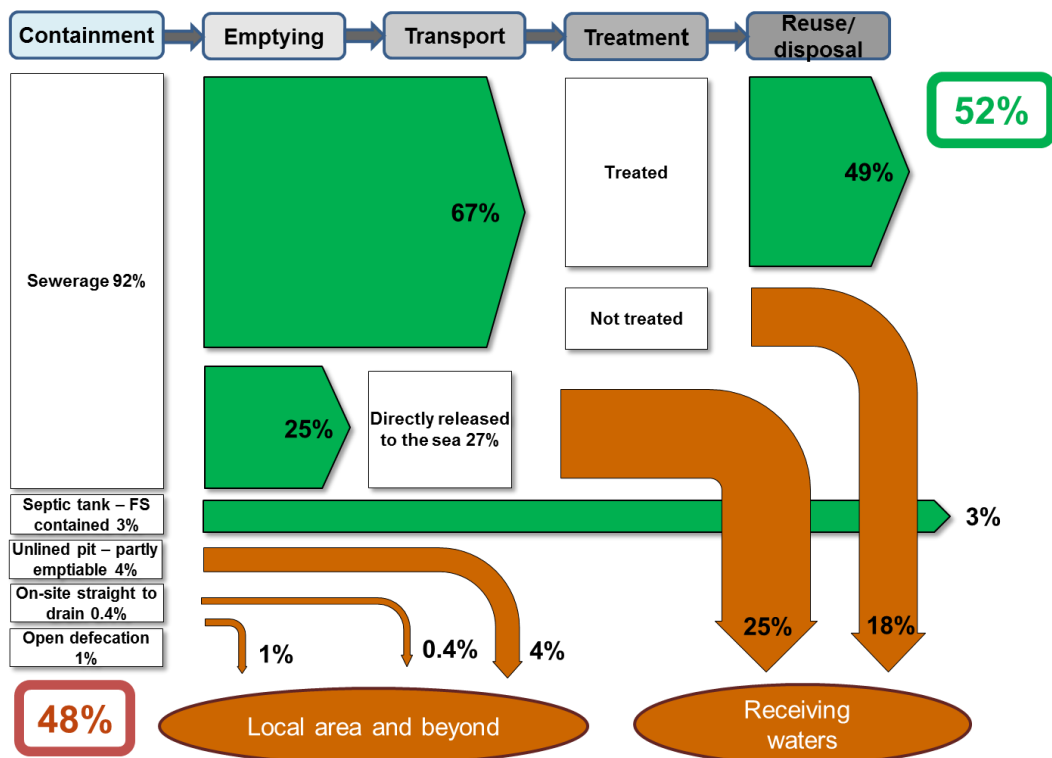 Containment
Emptying
Transport
Treatment
Reuse/
disposal
52%
Sewerage 92%
67%
Treated
49%
Not treated
25%
Directly released
to the sea 27%
Septic tank – FS
contained 3%
3%
Unlined pit – partly
emptiable 4%
On-site straight to
drain 0.4%
Open defecation
1%
1%
0.4%
4%
25%
18%
48%
Local area and beyond
Receiving
waters